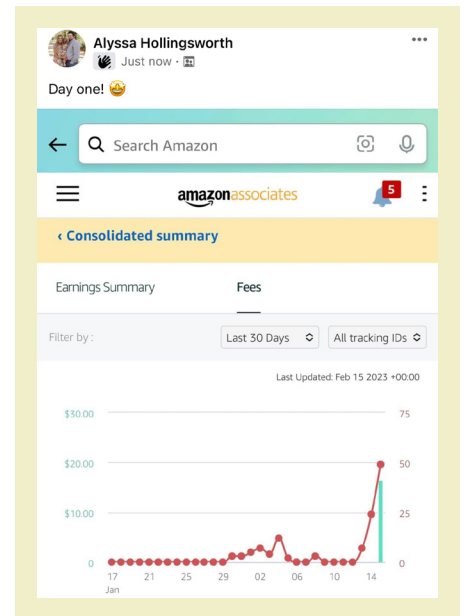 Alyssa Hollingsworth
Just now ·
Day one!
Search Amazon
amazonassociates
5
‹ Consolidated summary
Earnings Summary Fees
Filter by : Last 30 Days All tracking IDs
Last Updated: Feb 15 2023 +00:00
$30.00 75
$20.00 50
$10.00 25
0 0
17 21 25 29 02 06 10 14
Jan